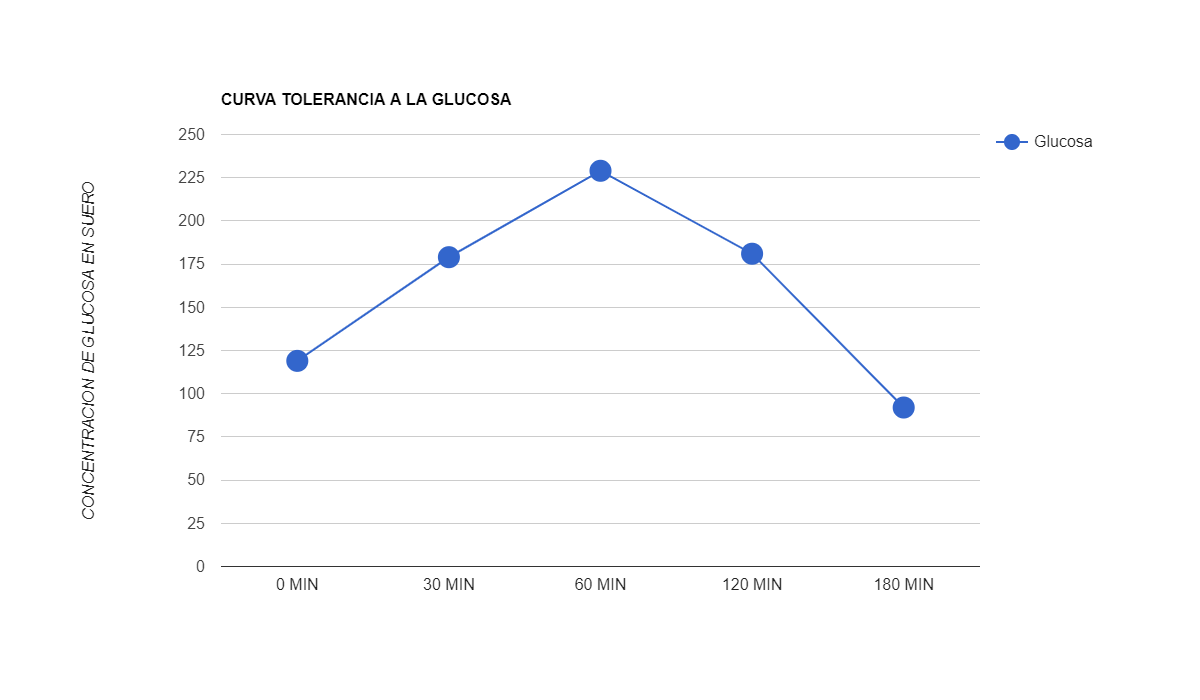 CURVA TOLERANCIA A LA GLUCOSA
Glucosa
CONCENTRACION DE GLUCOSA EN SUERO
250
225
200
175
150
125
100
75
50
25
0
0 MIN
30 MIN
60 MIN
120 MIN
180 MIN